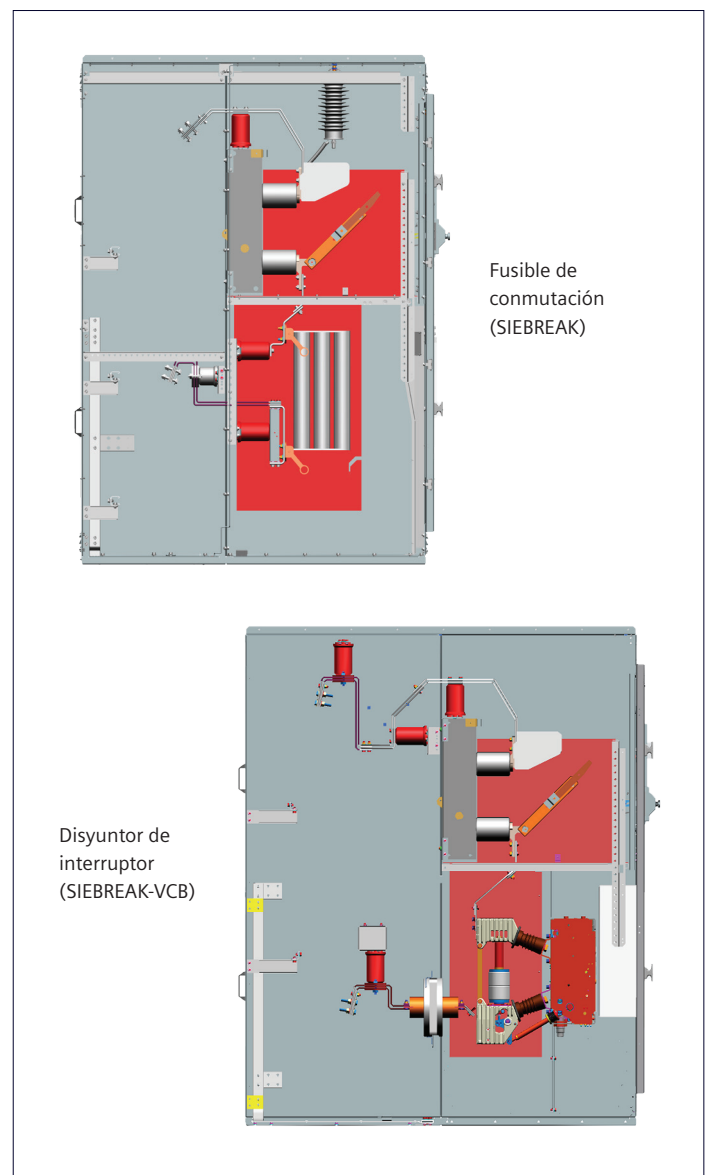 Fusible de
conmutación
(SIEBREAK)
Disyuntor de
interruptor
(SIEBREAK-VCB)